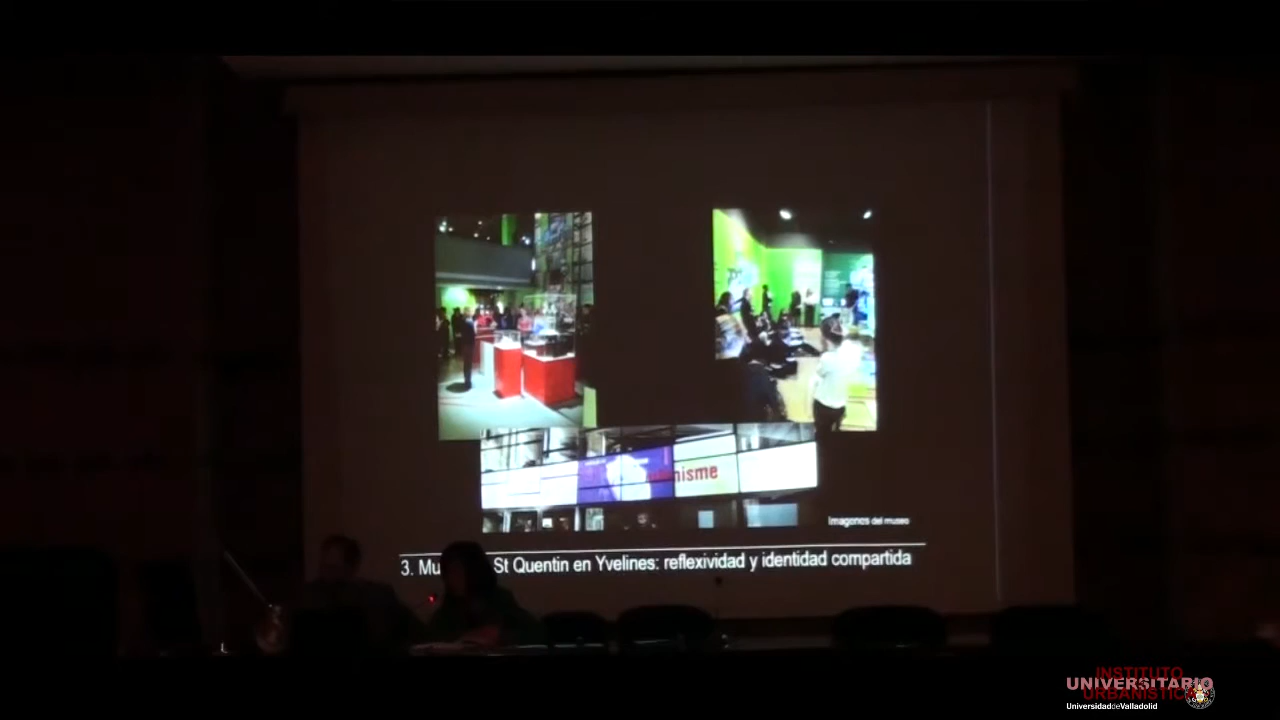 nisme
Imagenes del museo
3. Mu St Quentin en Yvelines: reflexividad y identidad compartida
INSTITUTO
UNIVERSITARIO
URBANÍSTICA
UniversidaddeValladolid